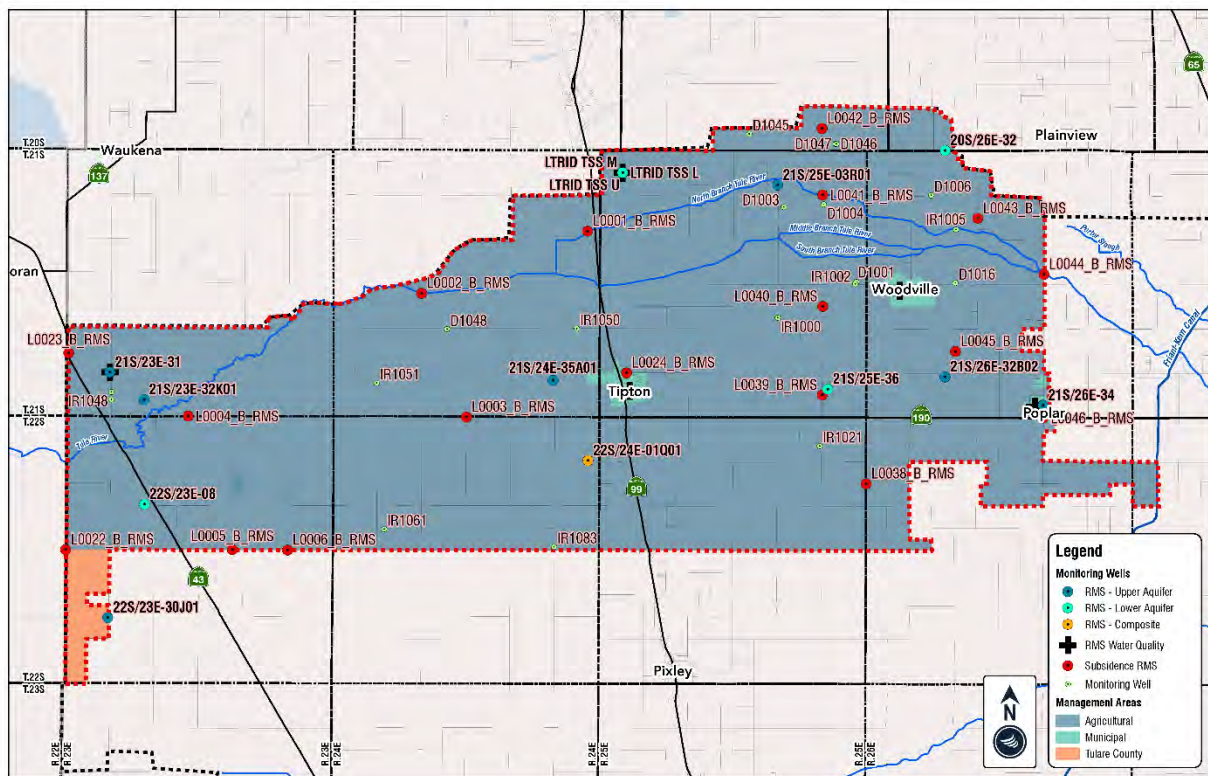 65
D1045
L0042_B_RMS
20S/26E-32
Plainview
T.20S
T.21S
Waukena
137
D1047
D1046
LTRID TSS M
LTRID TSS L
LTRID TSS U
21S/25E-03R01
North Branch Tule River
L0041_B_RMS
D1006
D1003
D1004
L0043_B_RMS
IR1005
L0001_B_RMS
Middle Branch Tule River
South Branch Tule River
Porter Slough
oran
L0044_B_RMS
L0002_B_RMS
IR1002
D1001
D1016
Woodville
L0040_B_RMS
IR1000
D1048
IR1050
Friant-Kern Canal
L0023_B_RMS
L0045_B_RMS
21S/23E-31
IR1051
21S/24E-35A01
L0024_B_RMS
21S/26E-32B02
Tipton
L0039_B_RMS
21S/25E-36
IR1048
21S/23E-32K01
21S/26E-34
Poplar
T.21S
T.22S
L0004_B_RMS
L0003_B_RMS
190
L0046_B_RMS
Tule River
IR1021
22S/24E-01Q01
L0038_B_RMS
99
22S/23E-08
IR1061
L0022_B_RMS
L0005_B_RMS
L0006_B_RMS
IR1083
43
22S/23E-30J01
Pixley
T.22S
T.23S
R.22E
R.23E
R.23E
R.24E
R.24E
R.25E
R.25E
R.26E
N
Legend
Monitoring Wells
RMS - Upper Aquifer
RMS - Lower Aquifer
RMS - Composite
RMS Water Quality
Subsidence RMS
Monitoring Well
Management Areas
Agricultural
Municipal
Tulare County